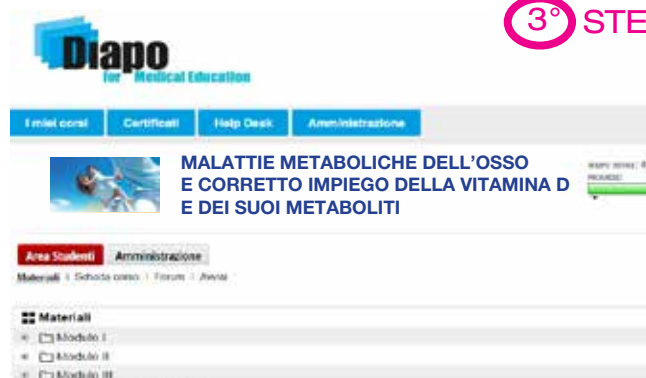 3° STE
Diapo
for Medical Education
I miei corsi Certificati Help Desk Amministrazione
MALATTIE METABOLICHE DELL'OSSO
E CORRETTO IMPIEGO DELLA VITAMINA D
E DEI SUOI METABOLITI
Area Studenti Amministrazione
Materiali | Scheda corso | Forum | Avvisi
Materiali
Modulo I
Modulo II
Modulo III